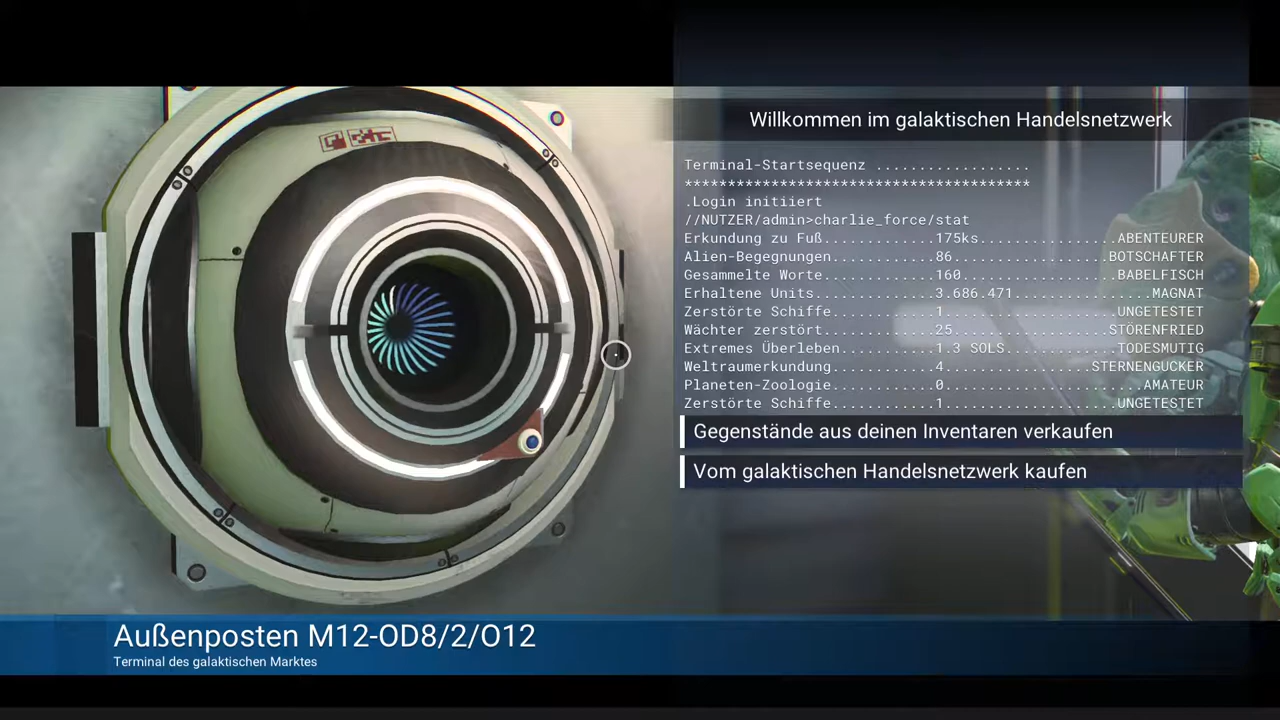 Willkommen im galaktischen Handelsnetzwerk
Terminal-Startsequenz ..................
****************************************
.Login initiiert
//NUTZER/admin>charlie_force/stat
Erkundung zu Fuß.............175ks................ABENTEURER
Alien-Begegnungen............86..................BOTSCHAFTER
Gesammelte Worte.............160..................BABELFISCH
Erhaltene Units..............3.686.471................MAGNAT
Zerstörte Schiffe............1.....................UNGETESTET
Wächter zerstört.............25..................STÖRENFRIED
Extremes Überleben...........1.3 SOLS.............TODESMUTIG
Weltraumerkundung............4..................STERNENGUCKER
Planeten-Zoologie............0.......................AMATEUR
Zerstörte Schiffe............1.....................UNGETESTET
Gegenstände aus deinen Inventaren verkaufen
Vom galaktischen Handelsnetzwerk kaufen
Außenposten M12-OD8/2/O12
Terminal des galaktischen Marktes